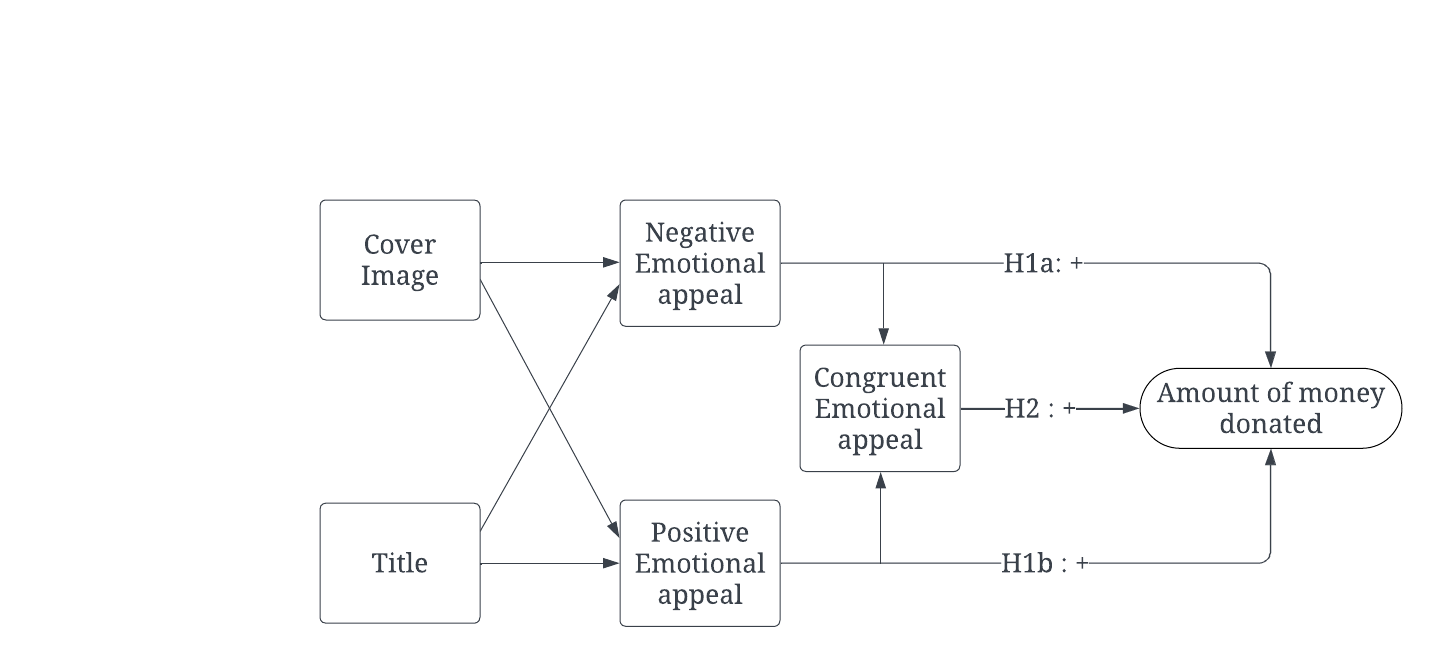 Cover
Image
Negative
Emotional
appeal
H1a: +
Congruent
Emotional
appeal
H2 : +
Amount of money
donated
Title
Positive
Emotional
appeal
H1b : +